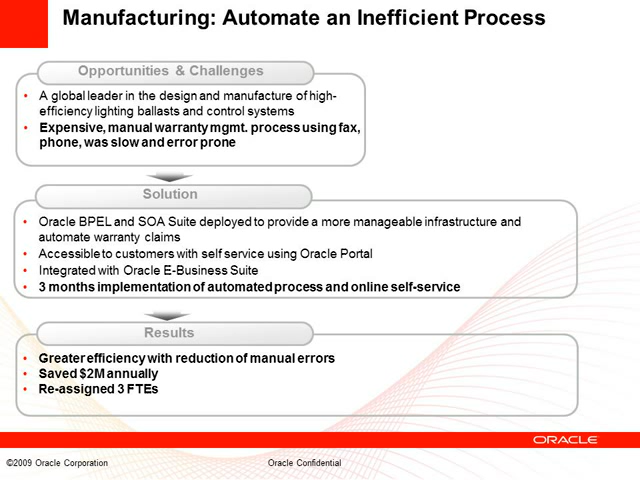 Manufacturing: Automate an Inefficient Process
Opportunities & Challenges
• A global leader in the design and manufacture of high-
efficiency lighting ballasts and control systems
• Expensive, manual warranty mgmt. process using fax,
phone, was slow and error prone
Solution
• Oracle BPEL and SOA Suite deployed to provide a more manageable infrastructure and
automate warranty claims
• Accessible to customers with self service using Oracle Portal
• Integrated with Oracle E-Business Suite
• 3 months implementation of automated process and online self-service
Results
• Greater efficiency with reduction of manual errors
• Saved $2M annually
• Re-assigned 3 FTEs
ORACLE
©2009 Oracle Corporation
Oracle Confidential